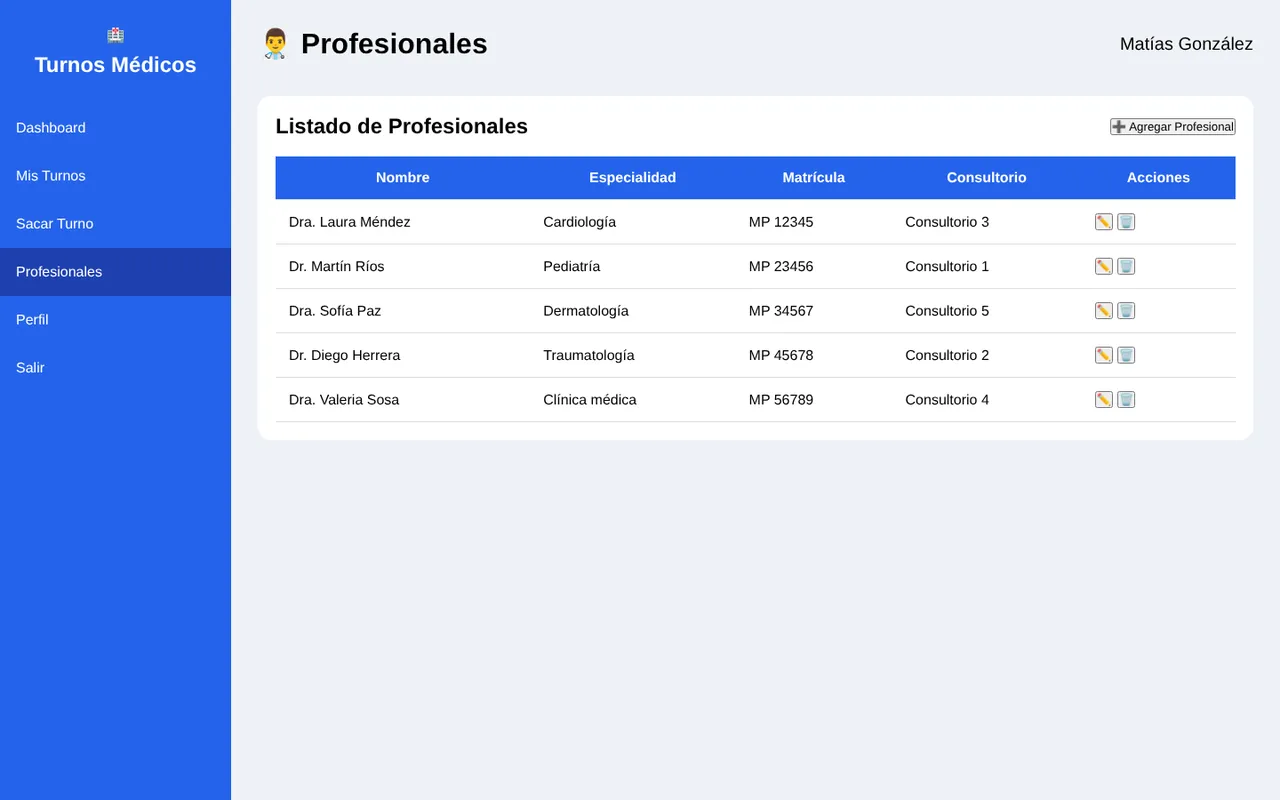 Turnos Médicos
Dashboard
Mis Turnos
Sacar Turno
Profesionales
Perfil
Salir
Profesionales
Matías González
Listado de Profesionales
Agregar Profesional
Nombre Especialidad Matrícula Consultorio Acciones
Dra. Laura Méndez Cardiología MP 12345 Consultorio 3
Dr. Martín Ríos Pediatría MP 23456 Consultorio 1
Dra. Sofía Paz Dermatología MP 34567 Consultorio 5
Dr. Diego Herrera Traumatología MP 45678 Consultorio 2
Dra. Valeria Sosa Clínica médica MP 56789 Consultorio 4